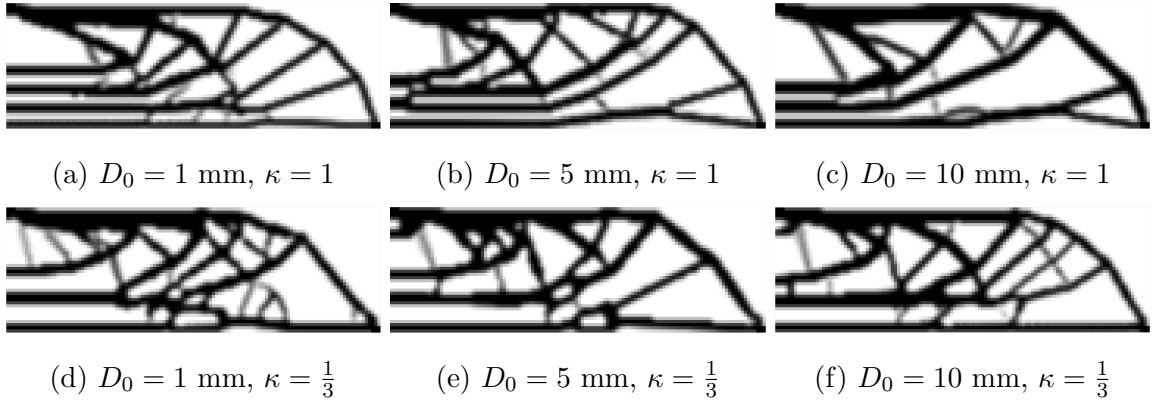 (a) D₀ = 1 mm, κ = 1 (b) D₀ = 5 mm, κ = 1 (c) D₀ = 10 mm, κ = 1
(d) D₀ = 1 mm, κ = 1/3 (e) D₀ = 5 mm, κ = 1/3 (f) D₀ = 10 mm, κ = 1/3